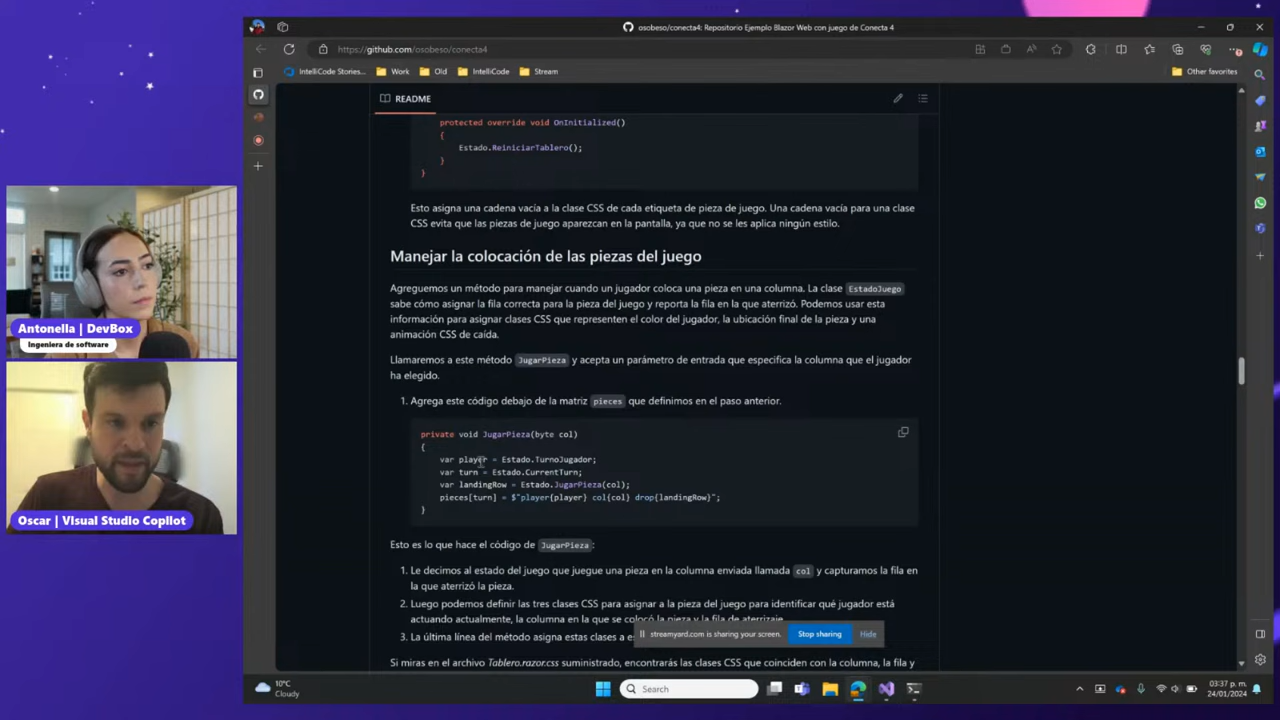 osobeso/conecta4: Repositorio Ejemplo Blazor Web con juego de Conecta 4
https://github.com/osobeso/conecta4
IntelliCode Stories...
Work
Old
IntelliCode
Stream
Other favorites
README
protected override void OnInitialized()
{
Estado.ReiniciarTablero();
}
}
Esto asigna una cadena vacía a la clase CSS de cada etiqueta de pieza de juego. Una cadena vacía para una clase
CSS evita que las piezas de juego aparezcan en la pantalla, ya que no se les aplica ningún estilo.
Manejar la colocación de las piezas del juego
Agreguemos un método para manejar cuando un jugador coloca una pieza en una columna. La clase EstadoJuego
sabe cómo asignar la fila correcta para la pieza del juego y reporta la fila en la que aterrizó. Podemos usar esta
información para asignar clases CSS que representen el color del jugador, la ubicación final de la pieza y una
animación CSS de caída.
Llamaremos a este método JugarPieza y acepta un parámetro de entrada que especifica la columna que el jugador
ha elegido.
1. Agrega este código debajo de la matriz pieces que definimos en el paso anterior.
private void JugarPieza(byte col)
{
var player = Estado.TurnoJugador;
var turn = Estado.CurrentTurn;
var landingRow = Estado.JugarPieza(col);
pieces[turn] = $"player{player} col{col} drop{landingRow}";
}
Esto es lo que hace el código de JugarPieza:
1. Le decimos al estado del juego que juegue una pieza en la columna enviada llamada col y capturamos la fila en
la que aterrizó la pieza.
2. Luego podemos definir las tres clases CSS para asignar a la pieza del juego para identificar qué jugador está
actuando actualmente, la columna en la que se colocó la pieza y la fila de aterrizaje.
3. La última línea del método asigna estas clases a
streamyard.com is sharing your screen.
Stop sharing
Hide
Si miras en el archivo Tablero.razor.css suministrado, encontrarás las clases CSS que coinciden con la columna, la fila y
Antonella | DevBox
Ingeniera de software
Oscar | Visual Studio Copilot
10°C
Cloudy
Search
03:37 p. m.
24/01/2024